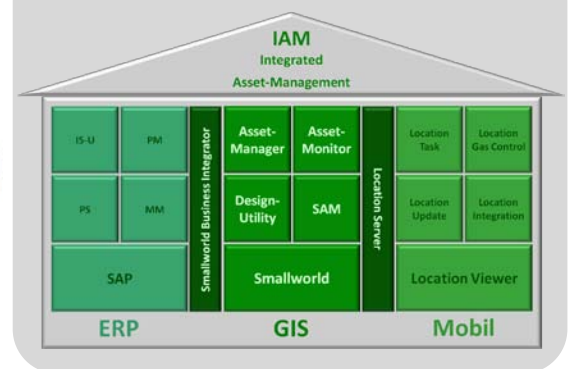 IAM
Integrated
Asset-Management
IS-U
PM
PS
MM
SAP
ERP
Smallworld Business Integrator
Asset-
Manager
Asset-
Monitor
Design-
Utility
SAM
Smallworld
GIS
Location Server
Location
Task
Location
Gas Control
Location
Update
Location
Integration
Location Viewer
Mobil